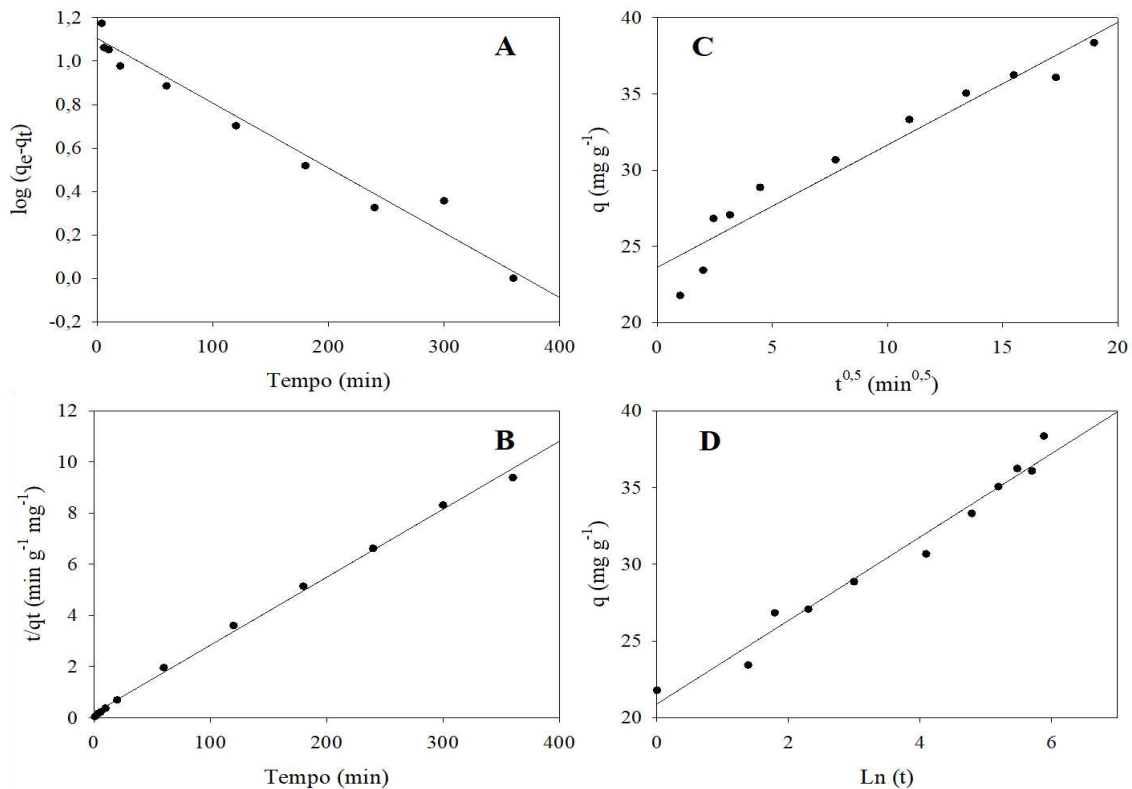 A
1,2
1,0
0,8
0,6
0,4
0,2
0,0
-0,2
log (qe-qt)
0 100 200 300 400
Tempo (min)
C
40
35
30
25
20
q (mg g-1)
0 5 10 15 20
t0,5 (min0,5)
B
12
10
8
6
4
2
0
t/qt (min g-1 mg-1)
0 100 200 300 400
Tempo (min)
D
40
35
30
25
20
q (mg g-1)
0 2 4 6
Ln (t)